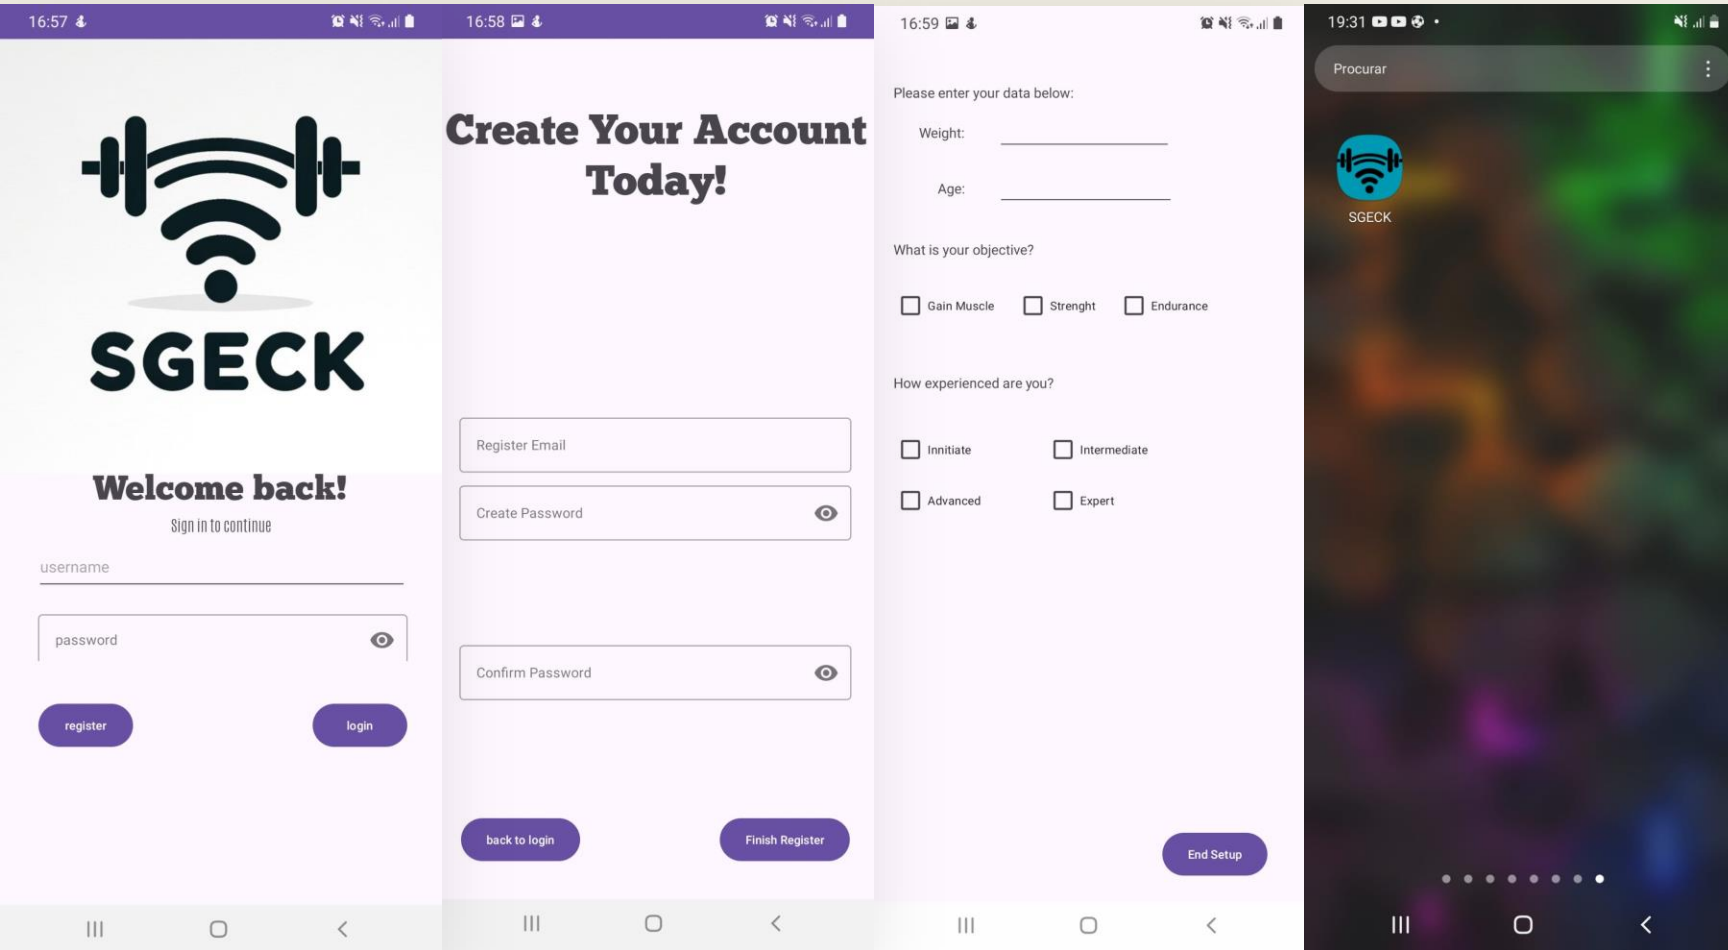 16:57
SGECK
Welcome back!
Sign in to continue
username
password
register
login
16:58
Create Your Account
Today!
Register Email
Create Password
Confirm Password
back to login
Finish Register
16:59
Please enter your data below:
Weight:
Age:
What is your objective?
Gain Muscle
Strenght
Endurance
How experienced are you?
Innitiate
Intermediate
Advanced
Expert
End Setup
19:31
Procurar
SGECK